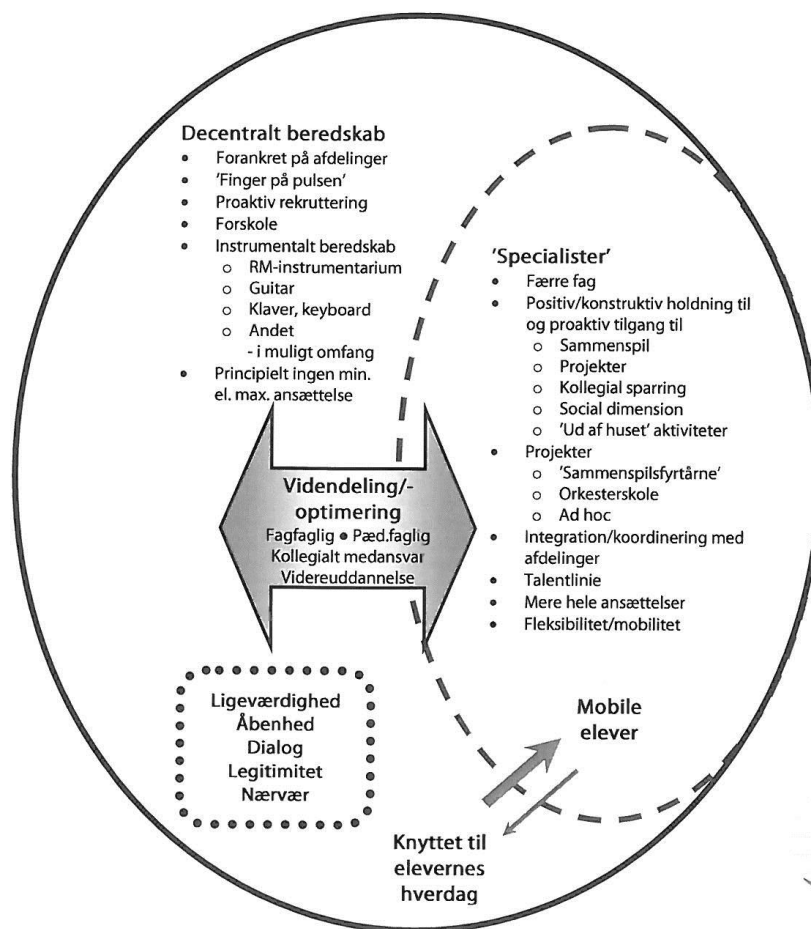 Decentralt beredskab
• Forankret på afdelinger
• 'Finger på pulsen'
• Proaktiv rekruttering
• Forskole
• Instrumentalt beredskab
o RM-instrumentarium
o Guitar
o Klaver, keyboard
o Andet
- i muligt omfang
• Principielt ingen min.
el. max. ansættelse
'Specialister'
• Færre fag
• Positiv/konstruktiv holdning til
og proaktiv tilgang til
o Sammenspil
o Projekter
o Kollegial sparring
o Social dimension
o 'Ud af huset' aktiviteter
• Projekter
o 'Sammenspilsfyrtårne'
o Orkesterskole
o Ad hoc
• Integration/koordinering med
afdelinger
• Talentlinie
• Mere hele ansættelser
• Fleksibilitet/mobilitet
Videndeling/-
optimering
Fagfaglig • Pæd.faglig
Kollegialt medansvar
Videreuddannelse
Ligeværdighed
Åbenhed
Dialog
Legitimitet
Nærvær
Mobile
elever
Knyttet til
elevernes
hverdag